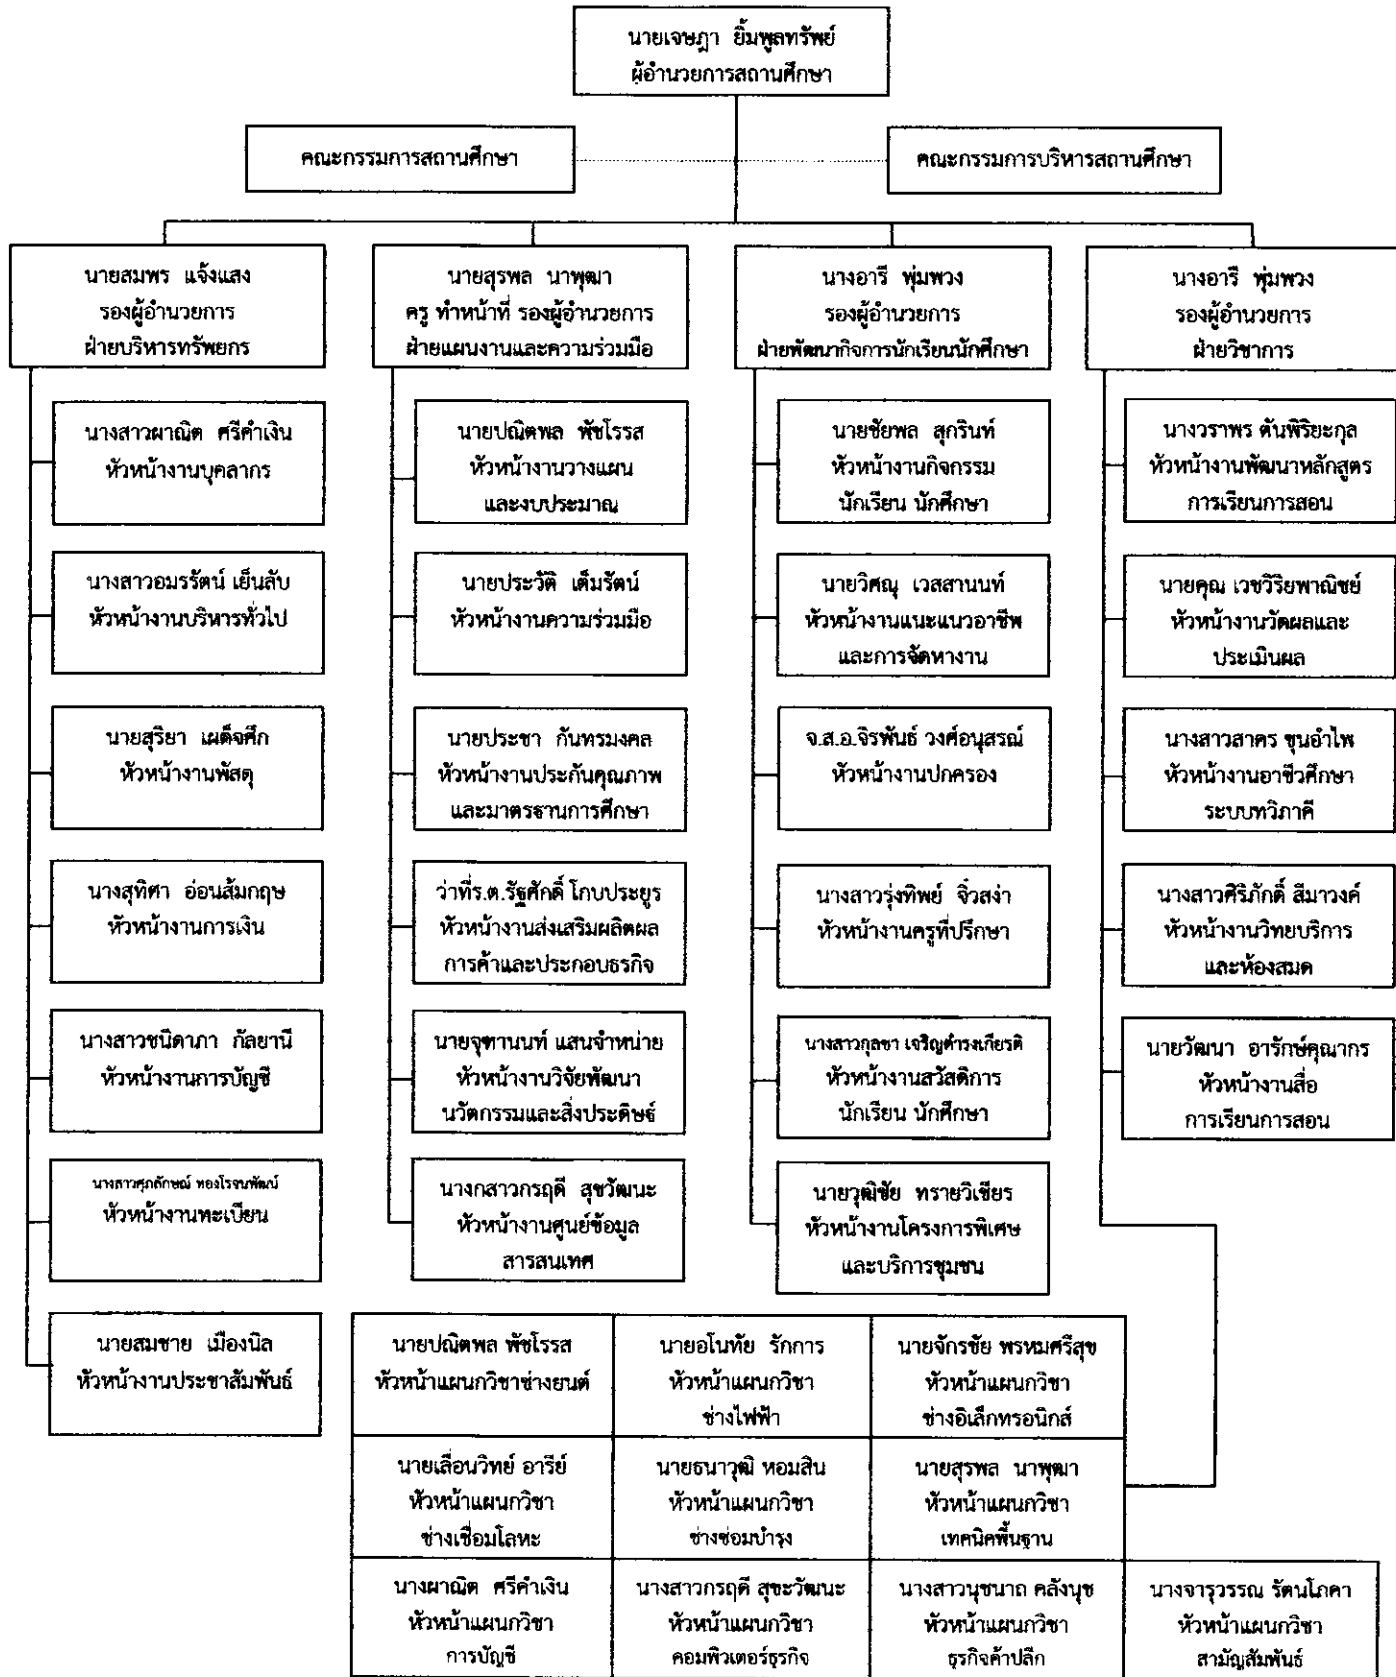 นายเจษฎา ยิ้มพูลทรัพย์
ผู้อำนวยการสถานศึกษา
คณะกรรมการสถานศึกษา
คณะกรรมการบริหารสถานศึกษา
นายสมพร แจ้งแสง
รองผู้อำนวยการ
ฝ่ายบริหารทรัพยกร
นายสุรพล นาพุฒา
ครู ทำหน้าที่ รองผู้อำนวยการ
ฝ่ายแผนงานและความร่วมมือ
นางอารี พุ่มพวง
รองผู้อำนวยการ
ฝ่ายพัฒนากิจการนักเรียนนักศึกษา
นางอารี พุ่มพวง
รองผู้อำนวยการ
ฝ่ายวิชาการ
นางสาวผาณิต ศรีคำเงิน
หัวหน้างานบุคลากร
นางสาวอมรรัตน์ เย็นลับ
หัวหน้างานบริหารทั่วไป
นายสุริยา เผด็จศึก
หัวหน้างานพัสดุ
นางสุทิศา อ่อนส้มกฤษ
หัวหน้างานการเงิน
นางสาวชนิดาภา กัลยานี
หัวหน้างานการบัญชี
นางสาวศุภลักษณ์ ทองโรจนพัฒน์
หัวหน้างานทะเบียน
นายสมชาย เมืองนิล
หัวหน้างานประชาสัมพันธ์
นายปณิตพล พัชโรรส
หัวหน้างานวางแผน
และงบประมาณ
นายประวัติ เต็มรัตน์
หัวหน้างานความร่วมมือ
นายประชา กันทรมงคล
หัวหน้างานประกันคุณภาพ
และมาตรฐานการศึกษา
ว่าที่ร.ต.รัฐศักดิ์ โกบประยูร
หัวหน้างานส่งเสริมผลิตผล
การค้าและประกอบธรกิจ
นายจุฑานนท์ แสนจำหน่าย
หัวหน้างานวิจัยพัฒนา
นวัตกรรมและสิ่งประดิษฐ์
นางกสาวกรฤดี สุขวัฒนะ
หัวหน้างานศูนย์ข้อมูล
สารสนเทศ
นายชัยพล สุกรินท์
หัวหน้างานกิจกรรม
นักเรียน นักศึกษา
นายวิศณุ เวสสานนท์
หัวหน้างานแนะแนวอาชีพ
และการจัดหางาน
จ.ส.อ.จิรพันธ์ วงศ์อนุสรณ์
หัวหน้างานปกครอง
นางสาวรุ่งทิพย์ จิ๋วสง่า
หัวหน้างานครูที่ปรึกษา
นางสาวกุลชา เจริญดำรงเกียรติ
หัวหน้างานสวัสดิการ
นักเรียน นักศึกษา
นายวุฒิชัย ทรายวิเชียร
หัวหน้างานโครงการพิเศษ
และบริการชุมชน
นางวราพร ตันพิริยะกุล
หัวหน้างานพัฒนาหลักสูตร
การเรียนการสอน
นายคุณ เวชวิริยพาณิชย์
หัวหน้างานวัดผลและ
ประเมินผล
นางสาวสาคร ขุนอำไพ
หัวหน้างานอาชีวศึกษา
ระบบทวิภาคี
นางสาวศิริภักดิ์ สีมาวงค์
หัวหน้างานวิทยบริการ
และห้องสมด
นายวัฒนา อารักษ์คุณากร
หัวหน้างานสื่อ
การเรียนการสอน
นายปณิตพล พัชโรรส
หัวหน้าแผนกวิชาช่างยนต์
นายอโนทัย รักการ
หัวหน้าแผนกวิชา
ช่างไฟฟ้า
นายจักรชัย พรหมศรีสุข
หัวหน้าแผนกวิชา
ช่างอิเล็กทรอนิกส์
นายเลื่อนวิทย์ อารีย์
หัวหน้าแผนกวิชา
ช่างเชื่อมโลหะ
นายธนาวุฒิ หอมสิน
หัวหน้าแผนกวิชา
ช่างซ่อมบำรุง
นายสุรพล นาพุฒา
หัวหน้าแผนกวิชา
เทคนิคพื้นฐาน
นางผาณิต ศรีคำเงิน
หัวหน้าแผนกวิชา
การบัญชี
นางสาวกรฤดี สุขะวัฒนะ
หัวหน้าแผนกวิชา
คอมพิวเตอร์ธุรกิจ
นางสาวนุชนาถ คลังนุช
หัวหน้าแผนกวิชา
ธุรกิจค้าปลีก
นางจารุวรรณ รัตนโภคา
หัวหน้าแผนกวิชา
สามัญสัมพันธ์